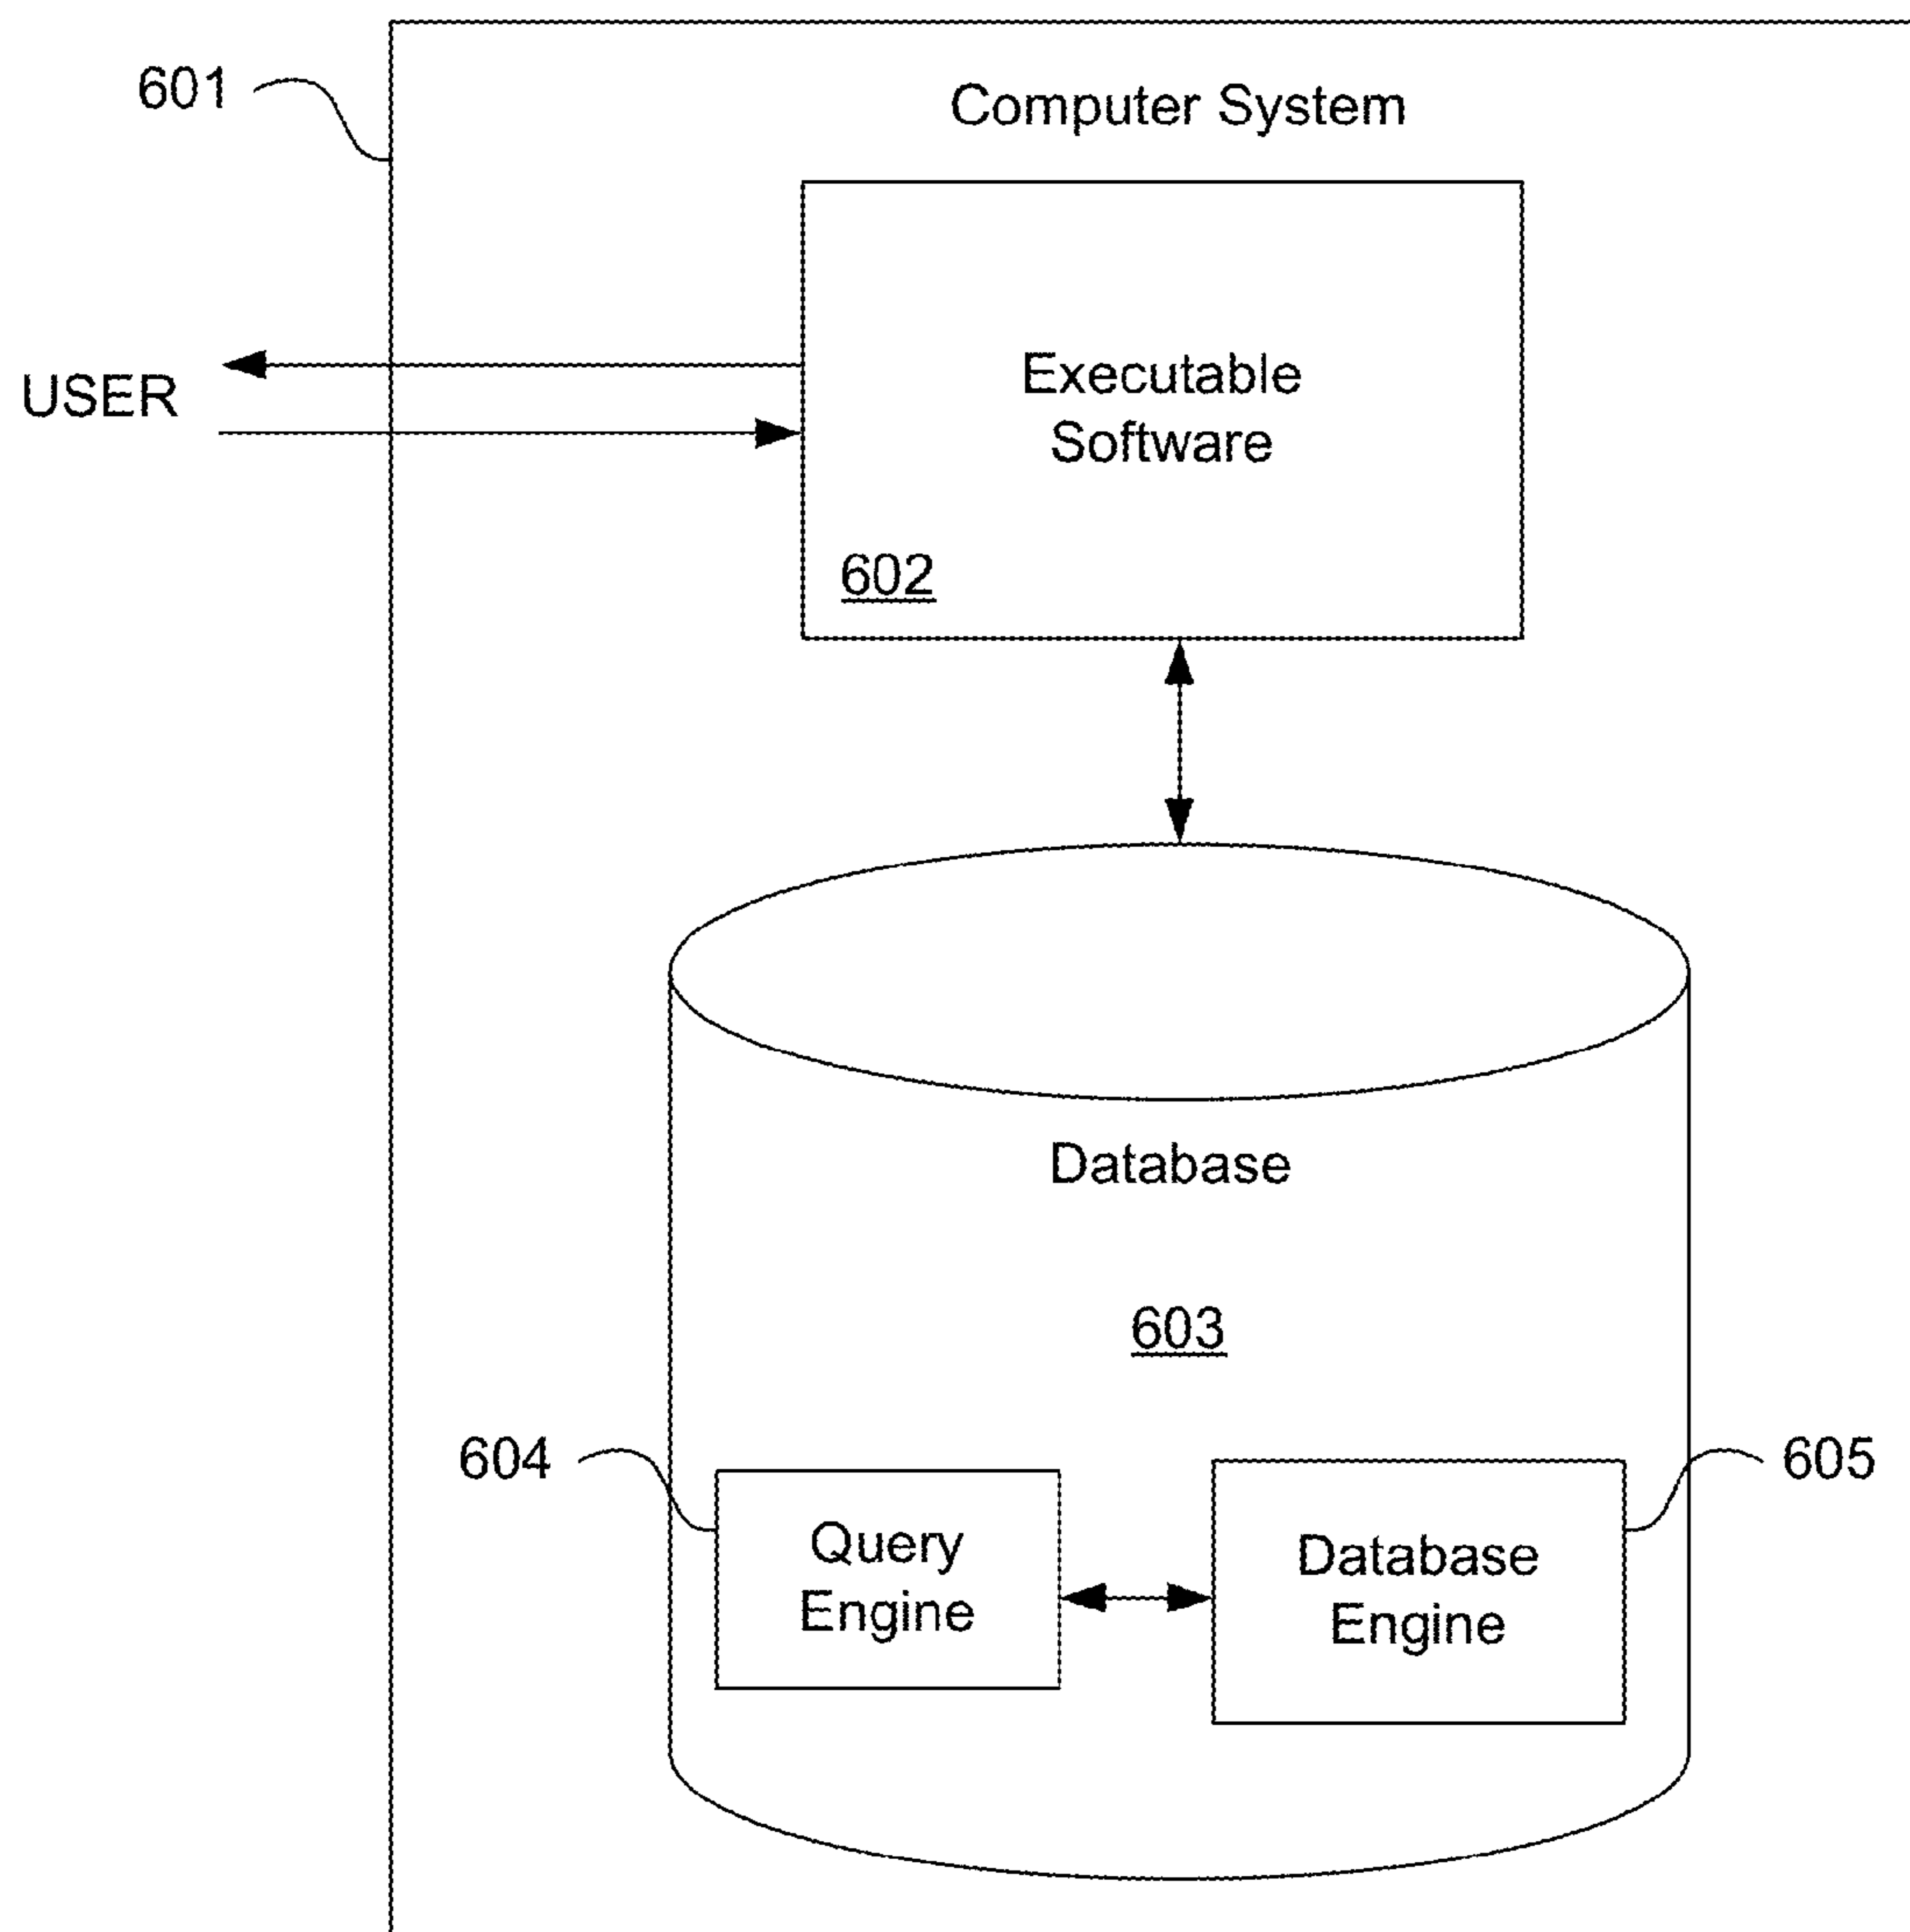 601
Computer System
USER
Executable
Software
602
Database
603
604
605
Query
Engine
Database
Engine